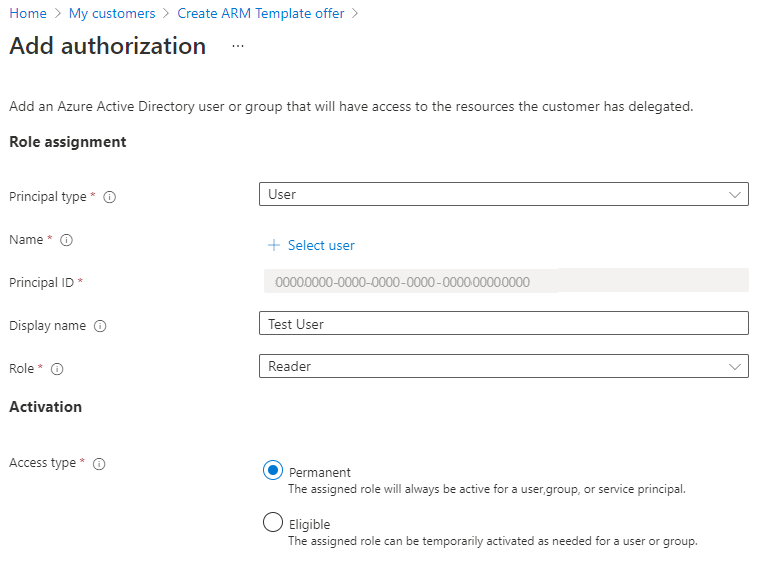 Home > My customers > Create ARM Template offer >
Add authorization ...
Add an Azure Active Directory user or group that will have access to the resources the customer has delegated.
Role assignment
Principal type * User
Name * + Select user
Principal ID * 00000000-0000-0000-0000-000000000000
Display name Test User
Role * Reader
Activation
Access type * Permanent
The assigned role will always be active for a user,group, or service principal.
Eligible
The assigned role can be temporarily activated as needed for a user or group.